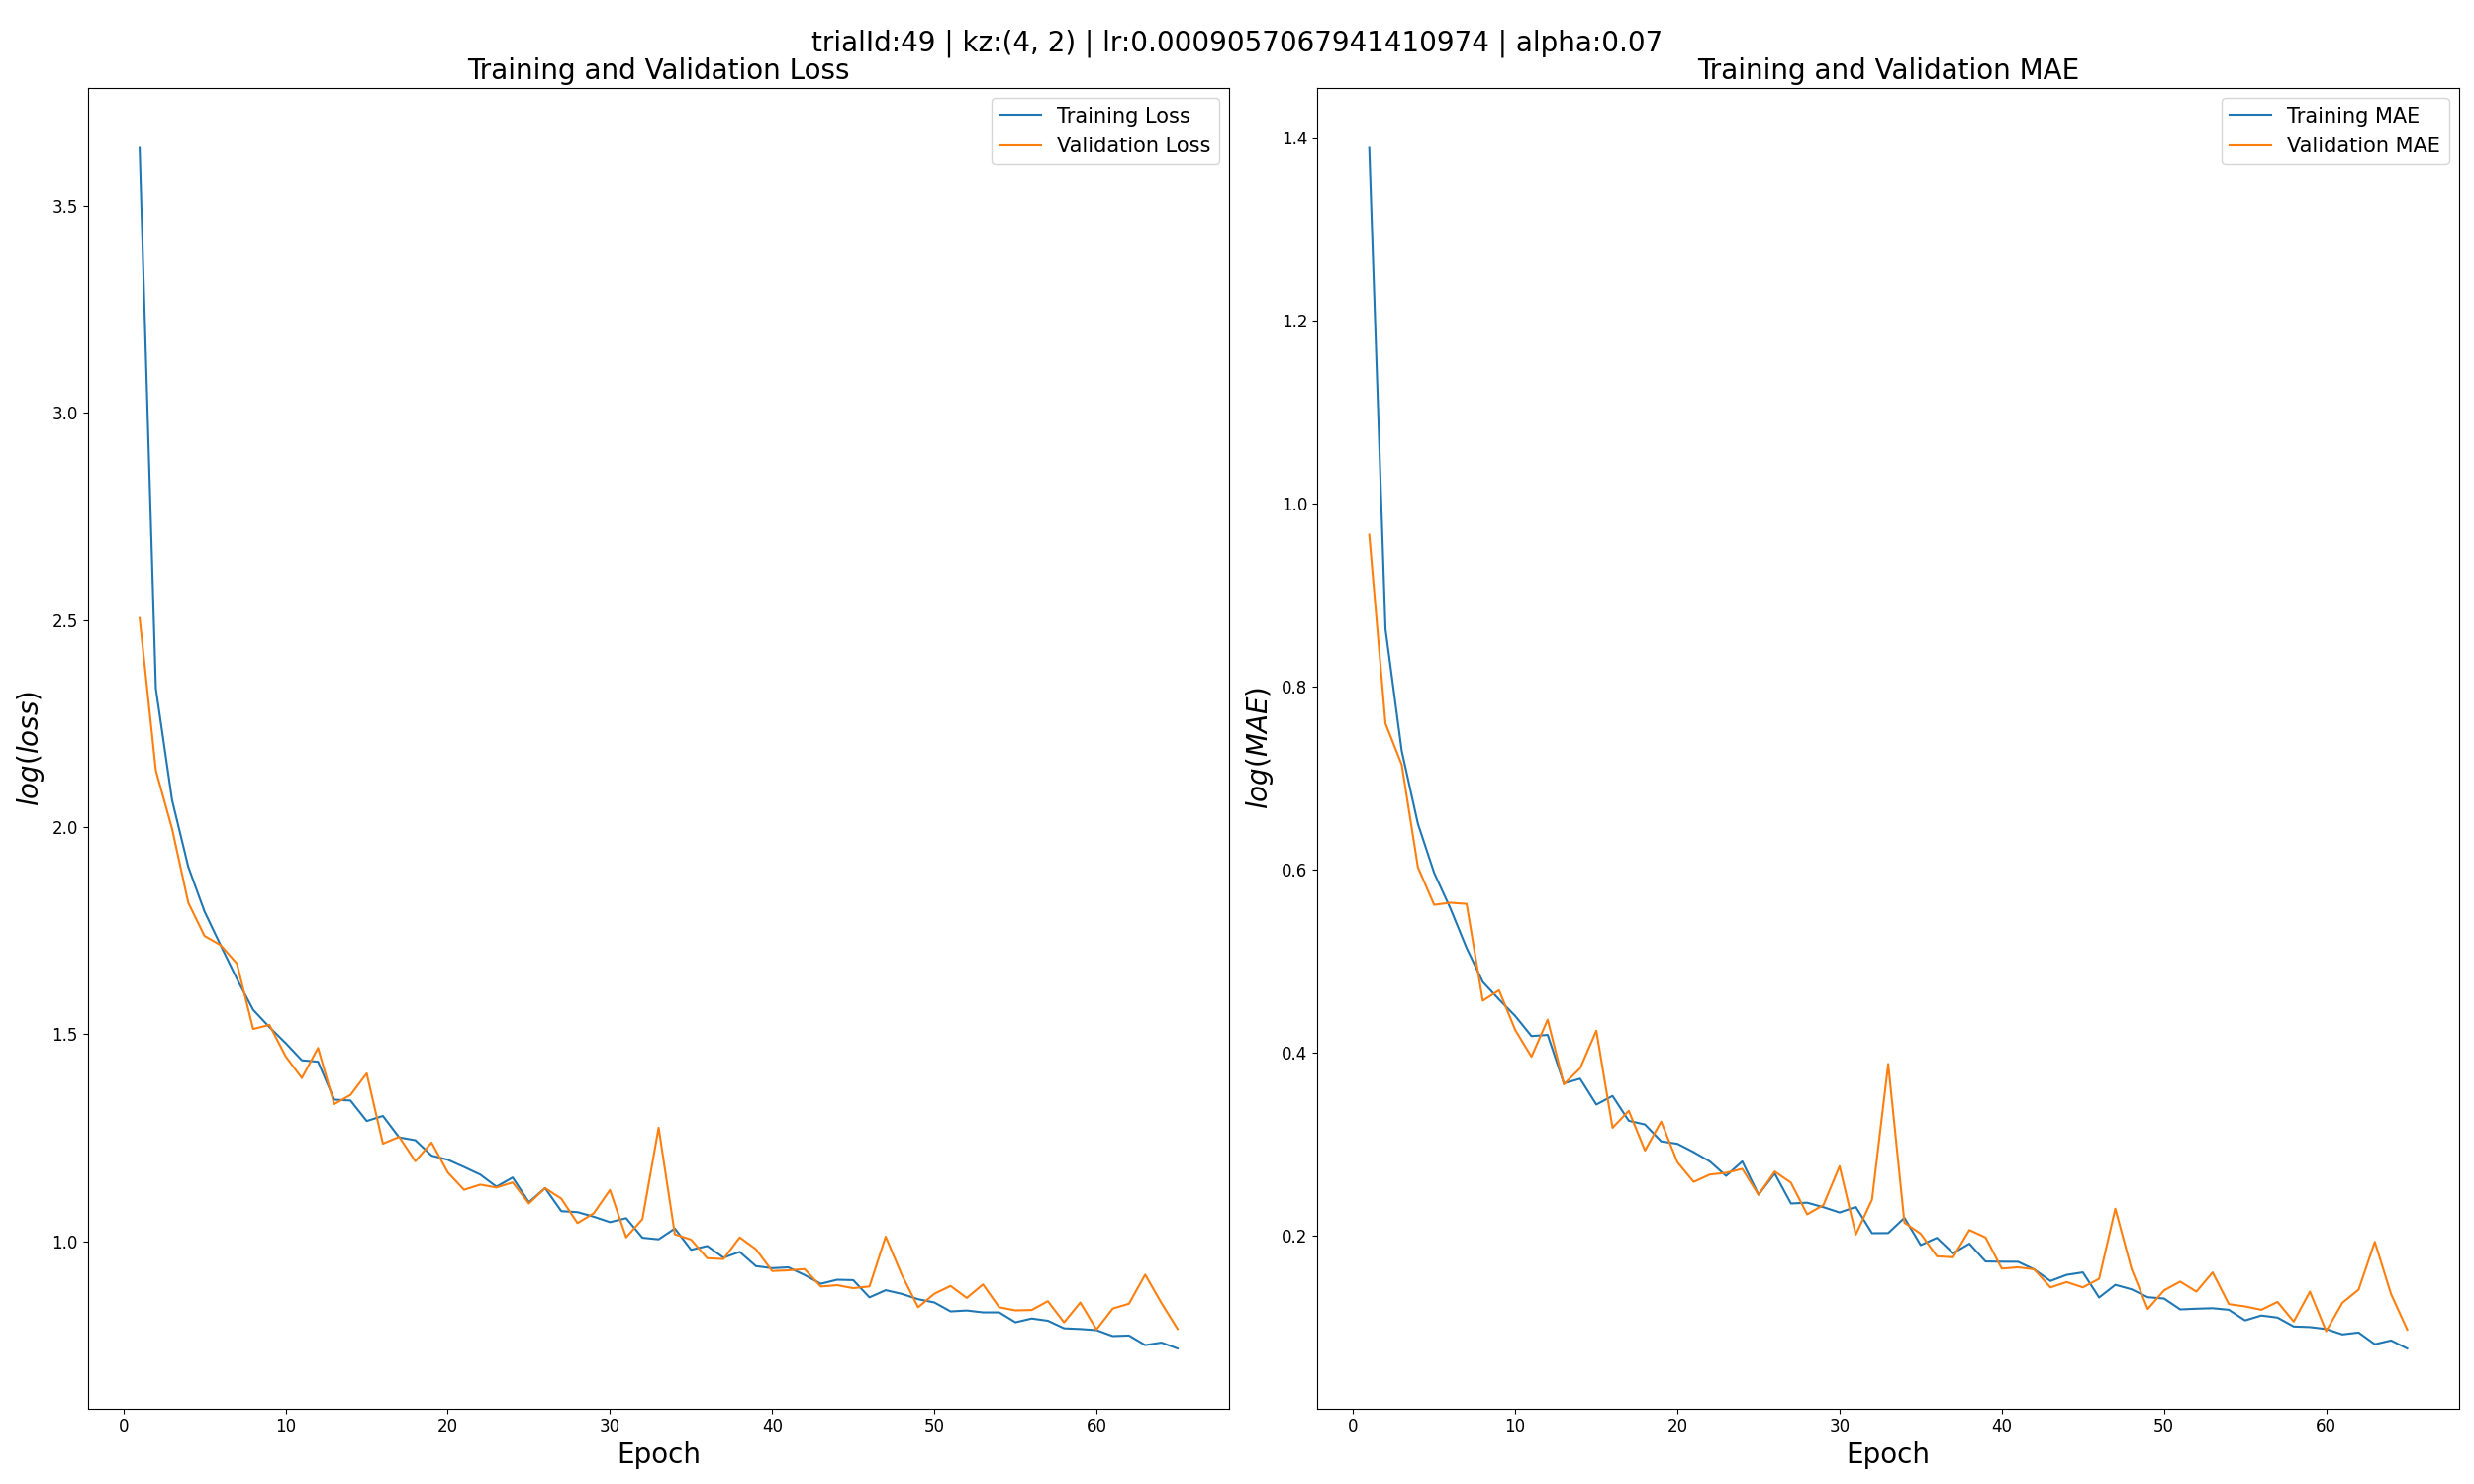 trialId:49 | kz:(4, 2) | lr:0.0009057067941410974 | alpha:0.07
Training and Validation Loss
Training Loss
Validation Loss
3.5
3.0
2.5
2.0
1.5
1.0
log(loss)
0 10 20 30 40 50 60
Epoch
Training and Validation MAE
Training MAE
Validation MAE
1.4
1.2
1.0
0.8
0.6
0.4
0.2
log(MAE)
0 10 20 30 40 50 60
Epoch